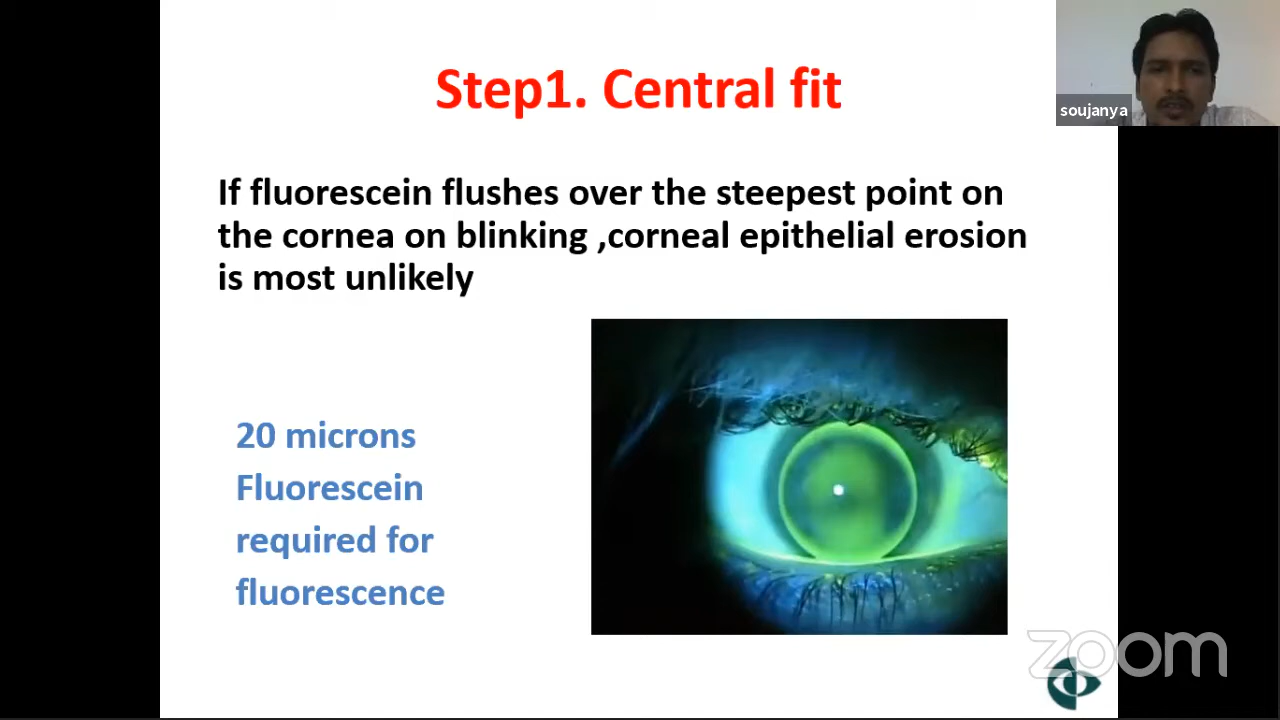 Step1. Central fit
soujanya
If fluorescein flushes over the steepest point on
the cornea on blinking ,corneal epithelial erosion
is most unlikely
20 microns
Fluorescein
required for
fluorescence
zoom